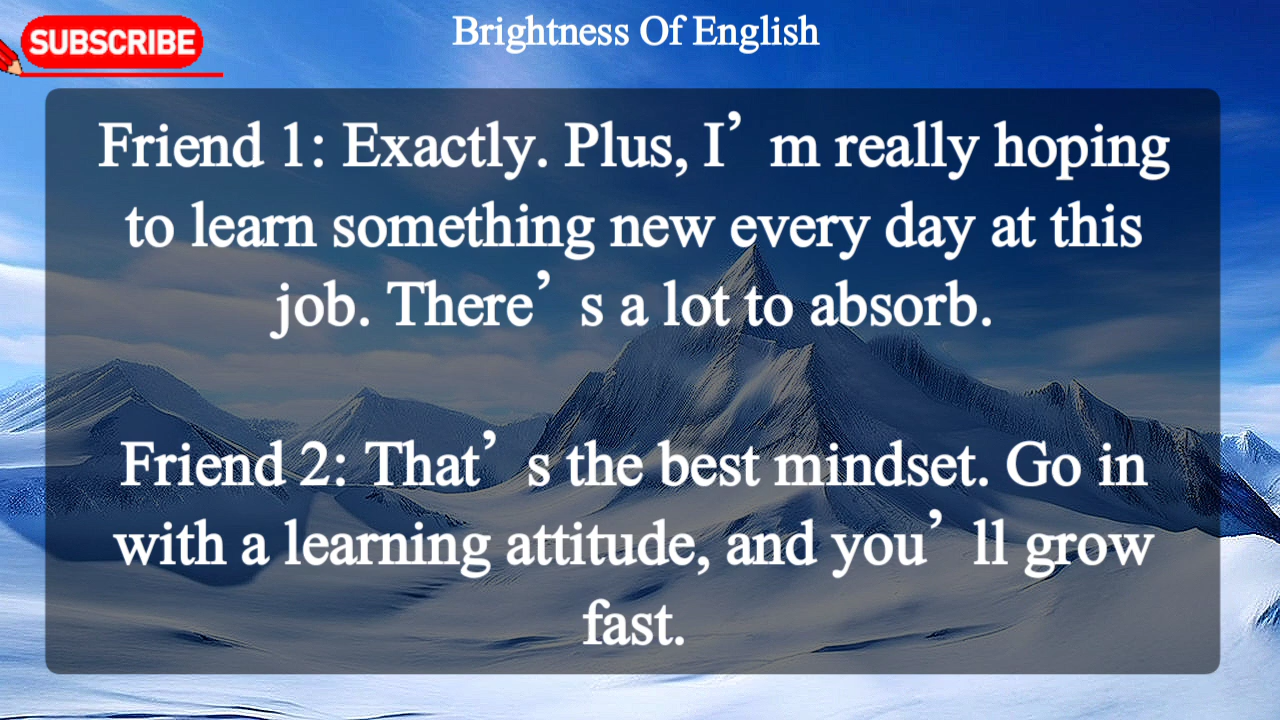 SUBSCRIBE
Brightness Of English
Friend 1: Exactly. Plus, I’m really hoping
to learn something new every day at this
job. There’s a lot to absorb.
Friend 2: That’s the best mindset. Go in
with a learning attitude, and you’ll grow
fast.